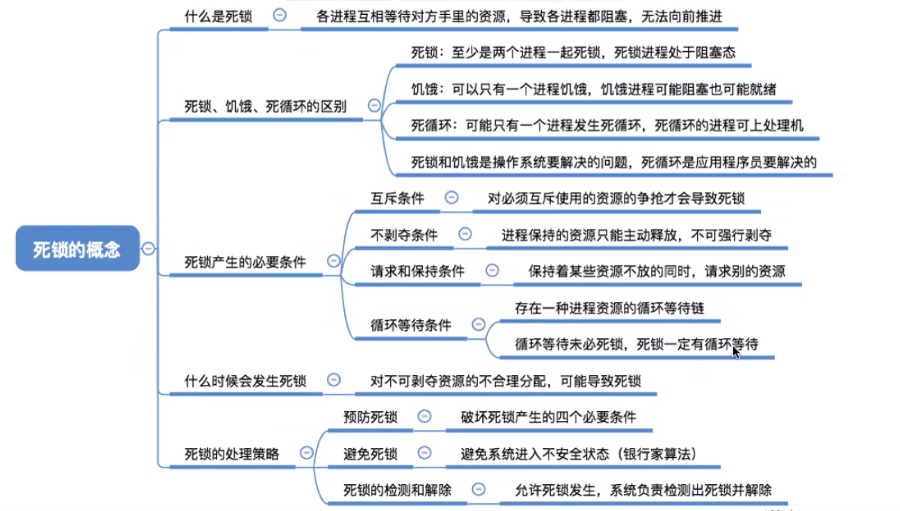 死锁的概念
什么是死锁
各进程互相等待对方手里的资源，导致各进程都阻塞，无法向前推进
死锁、饥饿、死循环的区别
死锁：至少是两个进程一起死锁，死锁进程处于阻塞态
饥饿：可以只有一个进程饥饿，饥饿进程可能阻塞也可能就绪
死循环：可能只有一个进程发生死循环，死循环的进程可上处理机
死锁和饥饿是操作系统要解决的问题，死循环是应用程序员要解决的
死锁产生的必要条件
互斥条件
对必须互斥使用的资源的争抢才会导致死锁
不剥夺条件
进程保持的资源只能主动释放，不可强行剥夺
请求和保持条件
保持着某些资源不放的同时，请求别的资源
循环等待条件
存在一种进程资源的循环等待链
循环等待未必死锁，死锁一定有循环等待
什么时候会发生死锁
对不可剥夺资源的不合理分配，可能导致死锁
死锁的处理策略
预防死锁
破坏死锁产生的四个必要条件
避免死锁
避免系统进入不安全状态（银行家算法）
死锁的检测和解除
允许死锁发生，系统负责检测出死锁并解除